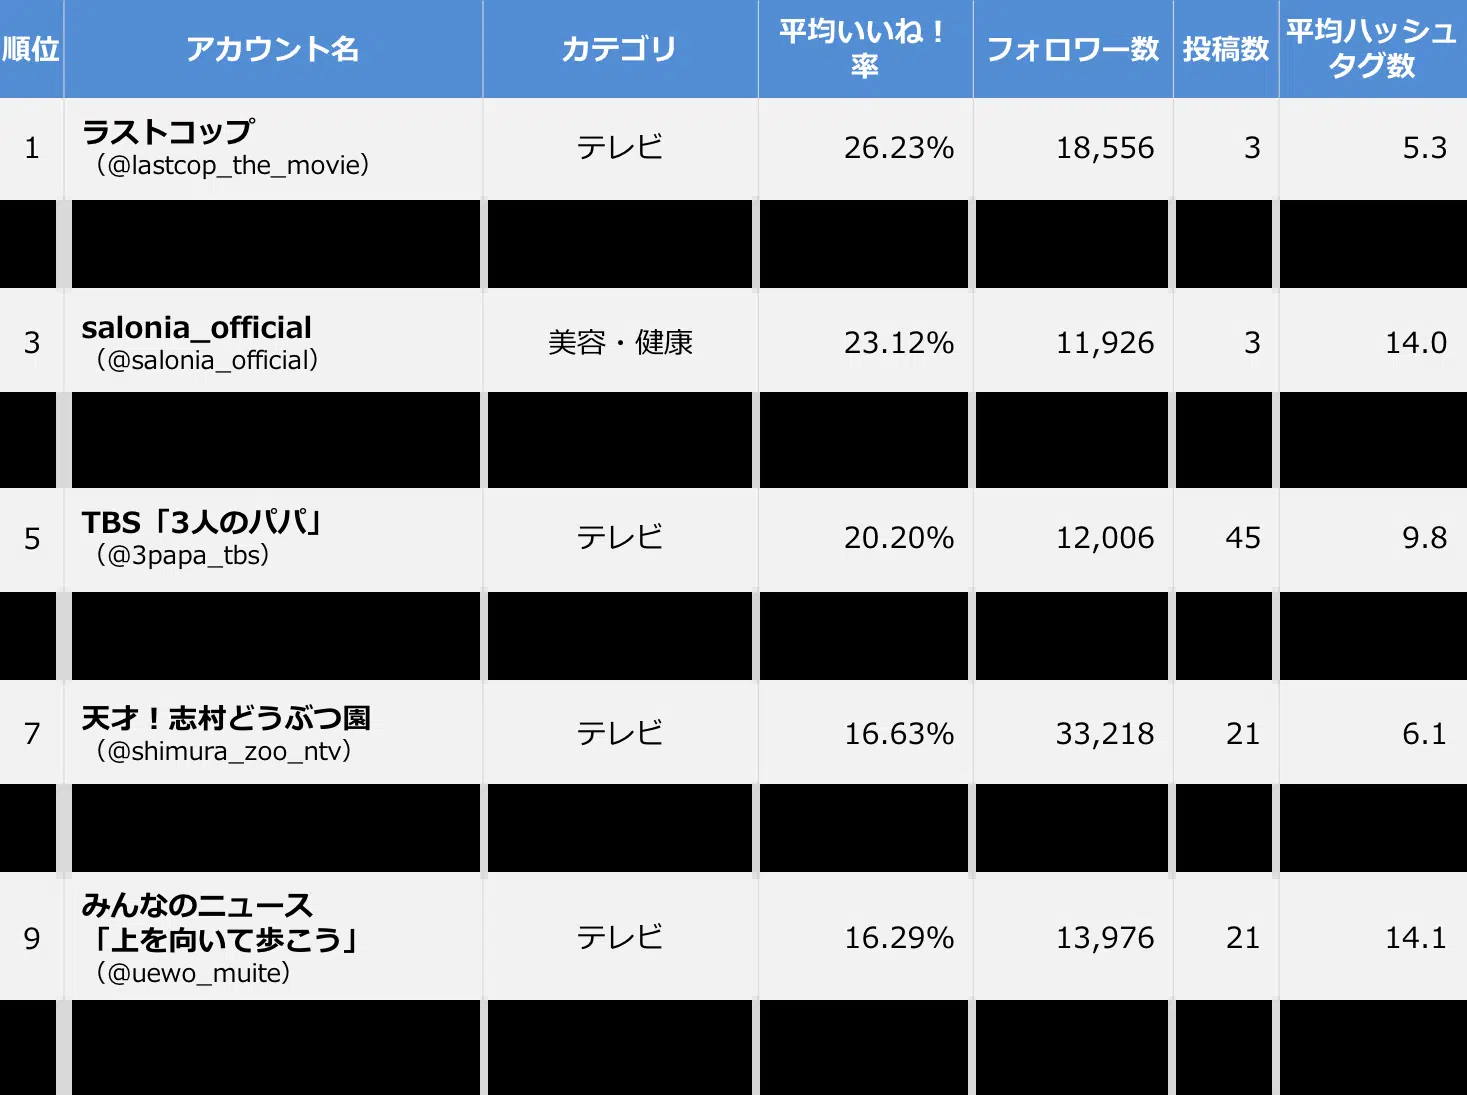 順位 アカウント名 カテゴリ 平均いいね！率 フォロワー数 投稿数 平均ハッシュタグ数
1 ラストコップ テレビ 26.23% 18,556 3 5.3
（@lastcop_the_movie）
3 salonia_official 美容・健康 23.12% 11,926 3 14.0
（@salonia_official）
5 TBS「3人のパパ」 テレビ 20.20% 12,006 45 9.8
（@3papa_tbs）
7 天才！志村どうぶつ園 テレビ 16.63% 33,218 21 6.1
（@shimura_zoo_ntv）
みんなのニュース
9 「上を向いて歩こう」 テレビ 16.29% 13,976 21 14.1
（@uewo_muite）